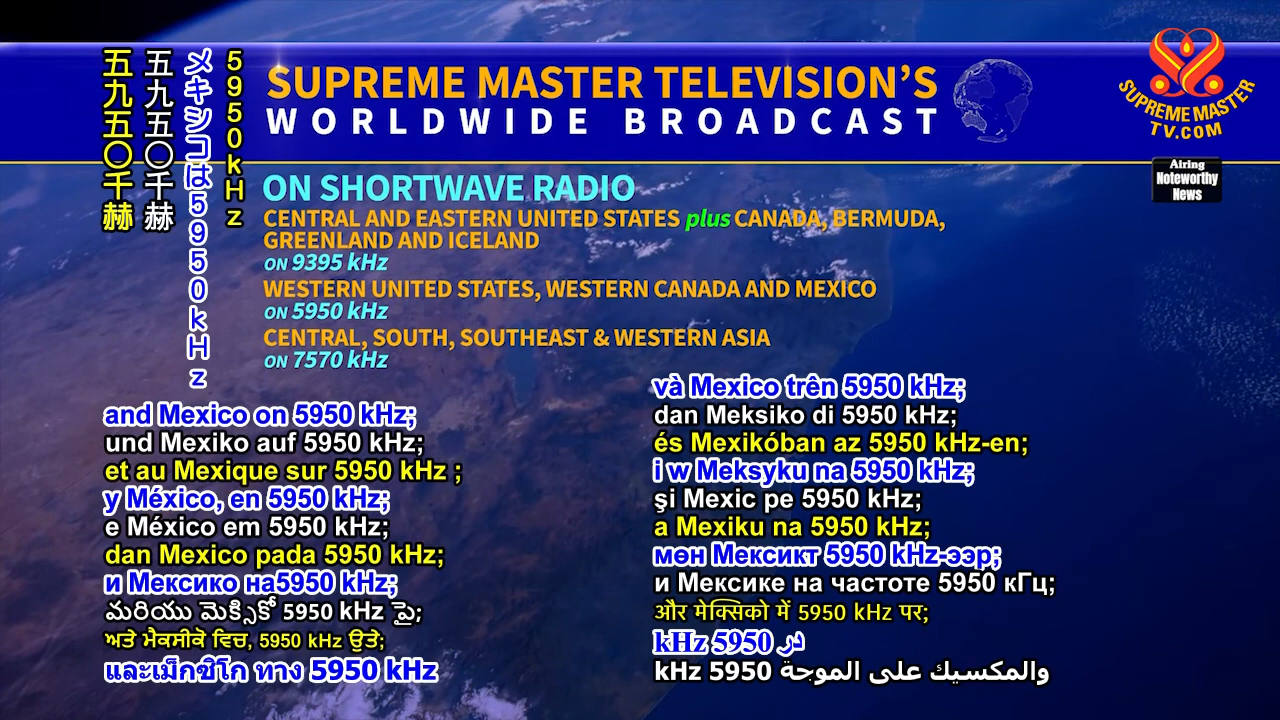 五九五〇千赫
五九五〇千赫
メキシコは5950kHz
5950kHz
SUPREME MASTER TELEVISION'S
WORLDWIDE BROADCAST
SUPREME MASTER
TV.COM
Airing
Noteworthy
News
ON SHORTWAVE RADIO
CENTRAL AND EASTERN UNITED STATES plus CANADA, BERMUDA,
GREENLAND AND ICELAND
ON 9395 kHz
WESTERN UNITED STATES, WESTERN CANADA AND MEXICO
ON 5950 kHz
CENTRAL, SOUTH, SOUTHEAST & WESTERN ASIA
ON 7570 kHz
and Mexico on 5950 kHz;
und Mexiko auf 5950 kHz;
et au Mexique sur 5950 kHz ;
y México, en 5950 kHz;
e México em 5950 kHz;
dan Mexico pada 5950 kHz;
и Мексико на5950 kHz;
మరియు మెక్సికో 5950 kHz పై;
ਅਤੇ ਮੈਕਸੀਕੋ ਵਿਚ, 5950 kHz ਉਤੇ;
และเม็กซิโก ทาง 5950 kHz
và Mexico trên 5950 kHz;
dan Meksiko di 5950 kHz;
és Mexikóban az 5950 kHz-en;
i w Meksyku na 5950 kHz;
şi Mexic pe 5950 kHz;
a Mexiku na 5950 kHz;
мөн Мексикт 5950 kHz-ээр;
и Мексике на частоте 5950 кГц;
और मेक्सिको में 5950 kHz पर;
در 5950 kHz
والمكسيك على الموجة 5950 kHz